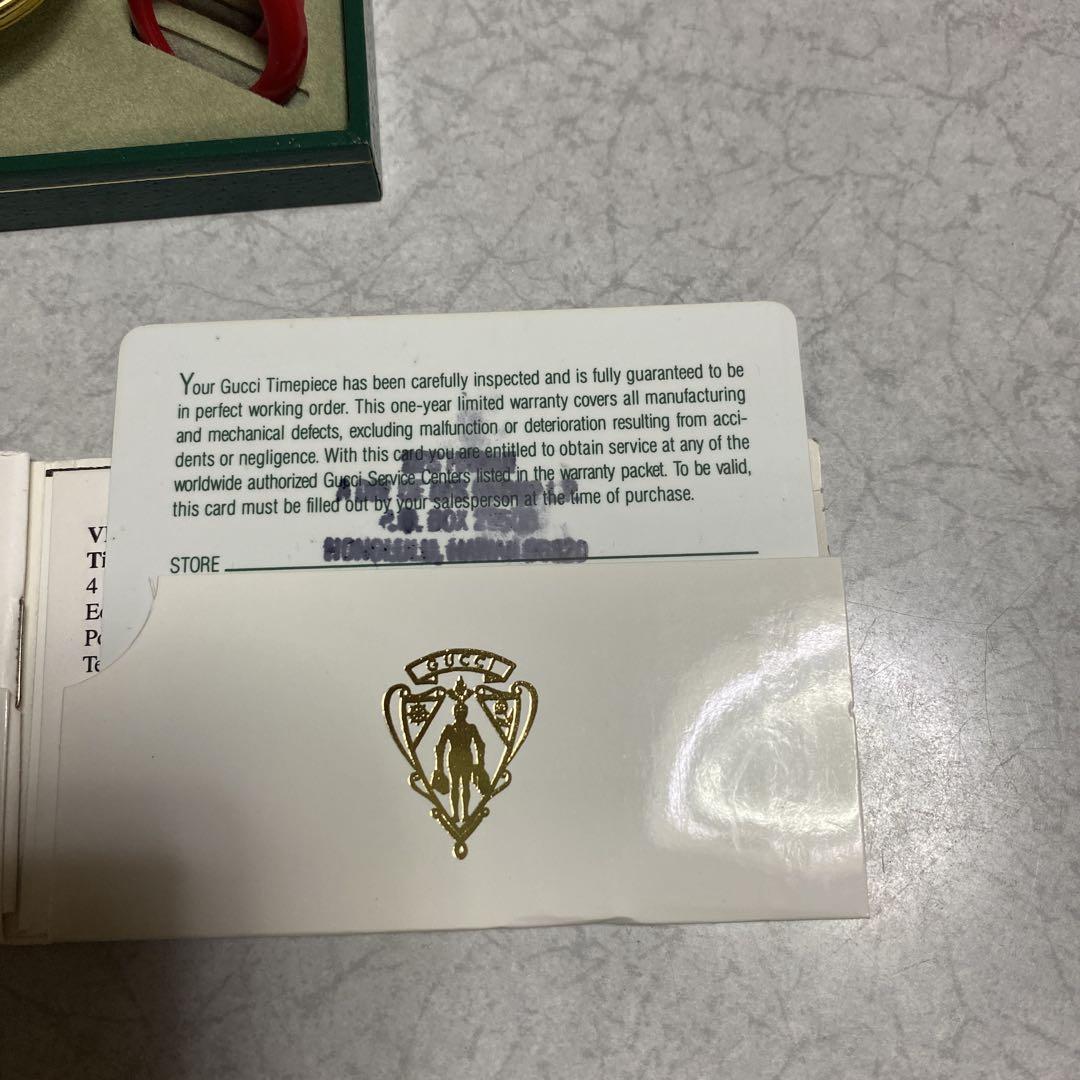 Your Gucci Timepiece has been carefully inspected and is fully guaranteed to be
in perfect working order. This one-year limited warranty covers all manufacturing
and mechanical defects, excluding malfunction or deterioration resulting from acci-
dents or negligence. With this card you are entitled to obtain service at any of the
worldwide authorized Gucci Service Centers listed in the warranty packet. To be valid,
this card must be filled out by your salesperson at the time of purchase.
P.O. BOX
HONOLULU, HAWAII
STORE
4
GUCCI